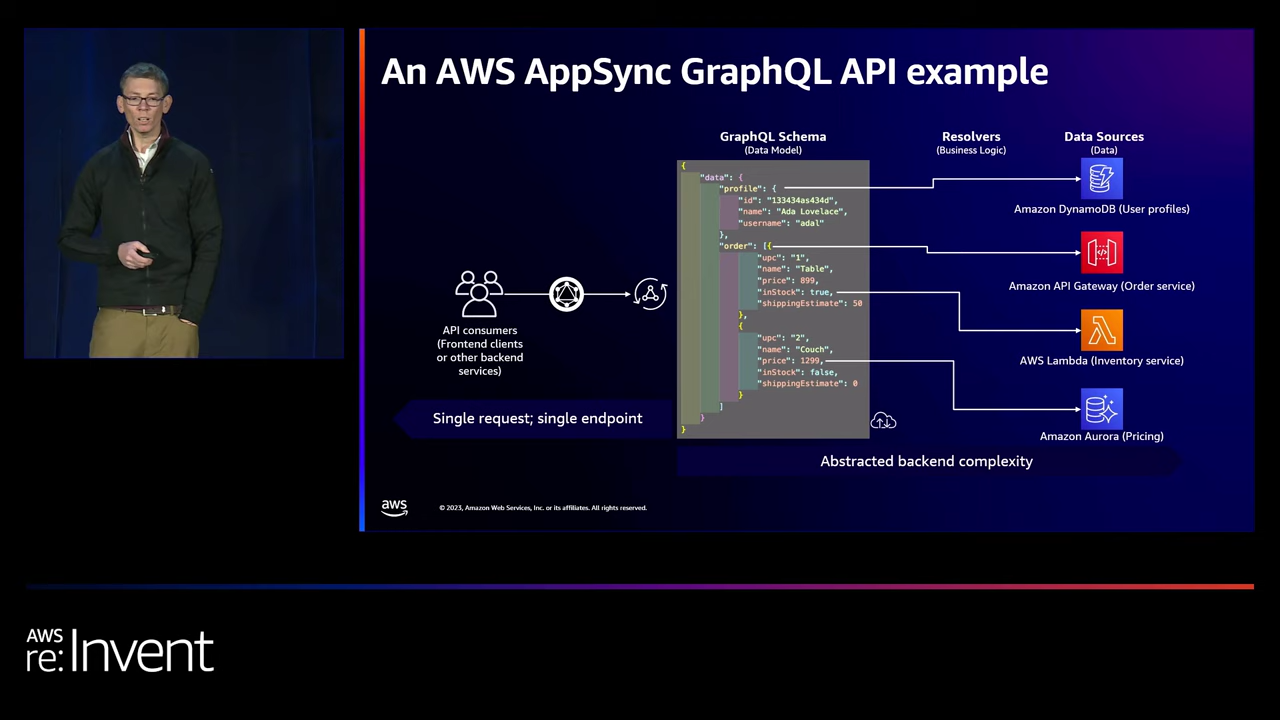 An AWS AppSync GraphQL API example
GraphQL Schema
(Data Model)
Resolvers
(Business Logic)
Data Sources
(Data)
{
"data": {
"profile": {
"id": "133434as434d",
"name": "Ada Lovelace",
"username": "adal"
},
"order": [{
"upc": "1",
"name": "Table",
"price": 899,
"inStock": true,
"shippingEstimate": 50
},
{
"upc": "2",
"name": "Couch",
"price": 1299,
"inStock": false,
"shippingEstimate": 0
}
]
}
}
Amazon DynamoDB (User profiles)
Amazon API Gateway (Order service)
AWS Lambda (Inventory service)
Amazon Aurora (Pricing)
API consumers
(Frontend clients
or other backend
services)
Single request; single endpoint
Abstracted backend complexity
aws
© 2023, Amazon Web Services, Inc. or its affiliates. All rights reserved.
AWS
re:Invent